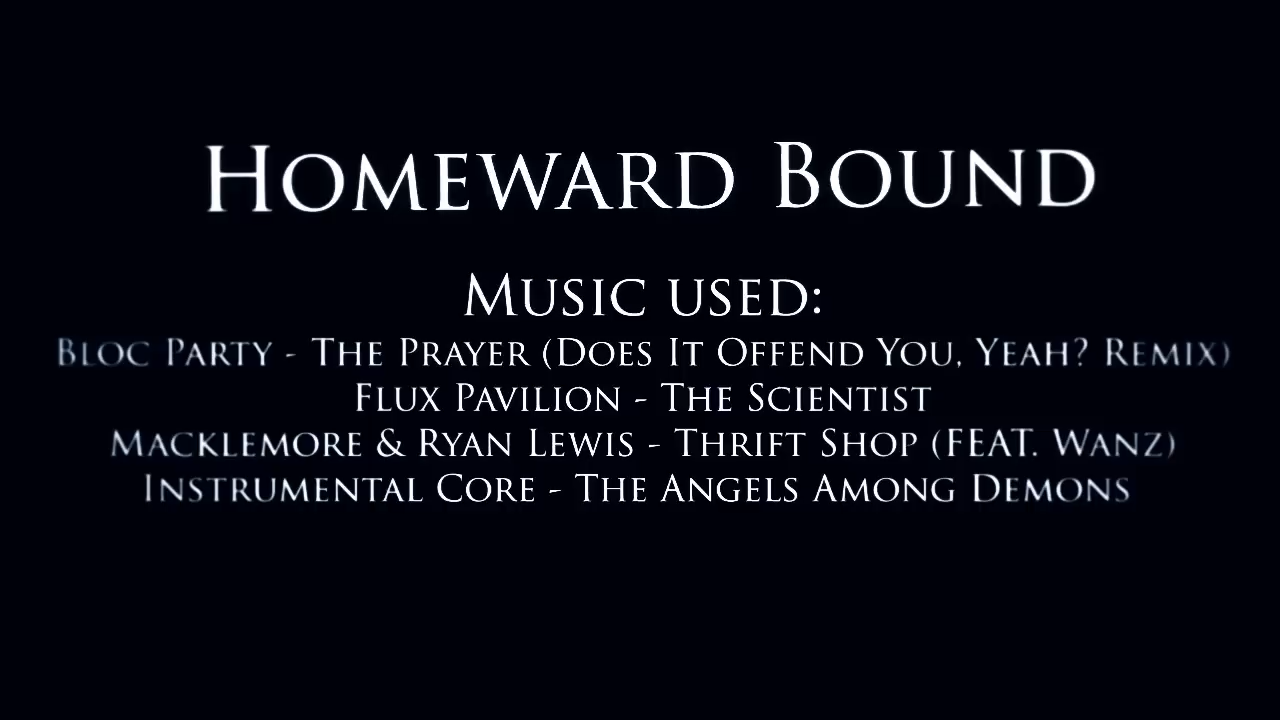 Homeward Bound
Music used:
Bloc Party - The Prayer (Does It Offend You, Yeah? Remix)
Flux Pavilion - The Scientist
Macklemore & Ryan Lewis - Thrift Shop (FEAT. Wanz)
Instrumental Core - The Angels Among Demons